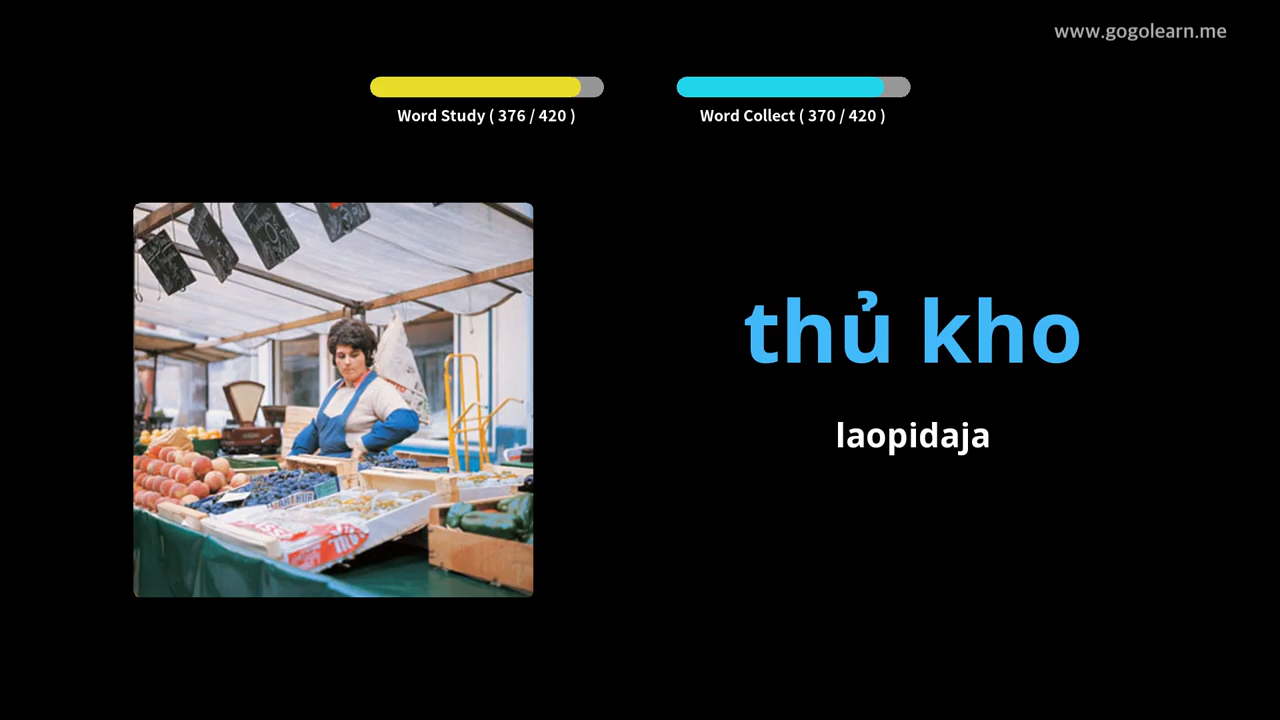 www.gogolearn.me
Word Study ( 376 / 420 )
Word Collect ( 370 / 420 )
thủ kho
laopidaja